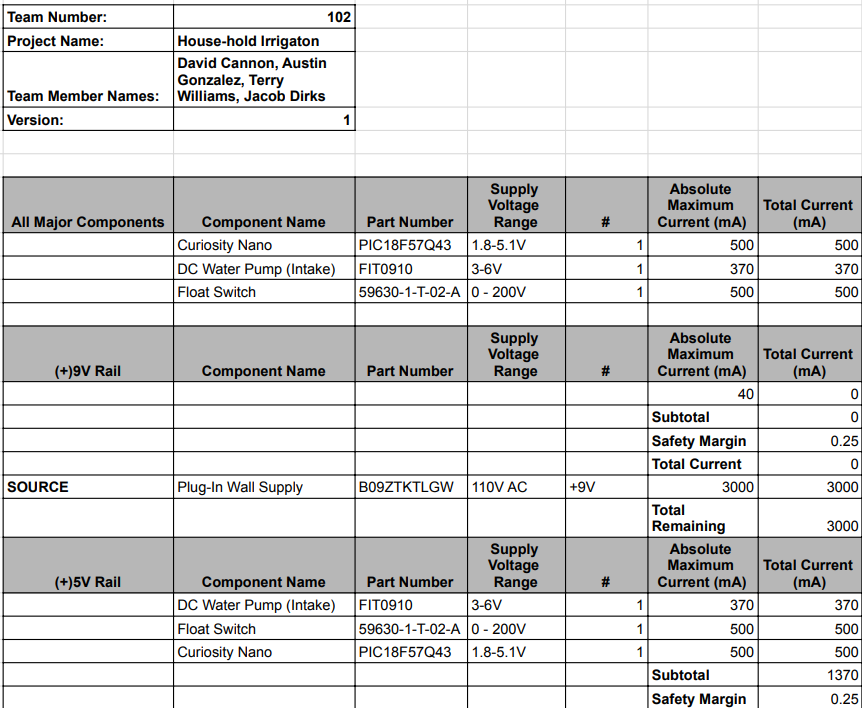 Team Number: 102
Project Name: House-hold Irrigaton
Team Member Names: David Cannon, Austin
Gonzalez, Terry
Williams, Jacob Dirks
Version: 1
All Major Components Component Name Part Number Supply Voltage Range # Absolute Maximum Current (mA) Total Current (mA)
Curiosity Nano PIC18F57Q43 1.8-5.1V 1 500 500
DC Water Pump (Intake) FIT0910 3-6V 1 370 370
Float Switch 59630-1-T-02-A 0 - 200V 1 500 500
(+)9V Rail Component Name Part Number Supply Voltage Range # Absolute Maximum Current (mA) Total Current (mA)
40 0
Subtotal 0
Safety Margin 0.25
Total Current 0
SOURCE Plug-In Wall Supply B09ZTKTLGW 110V AC +9V 3000 3000
Total Remaining 3000
(+)5V Rail Component Name Part Number Supply Voltage Range # Absolute Maximum Current (mA) Total Current (mA)
DC Water Pump (Intake) FIT0910 3-6V 1 370 370
Float Switch 59630-1-T-02-A 0 - 200V 1 500 500
Curiosity Nano PIC18F57Q43 1.8-5.1V 1 500 500
Subtotal 1370
Safety Margin 0.25